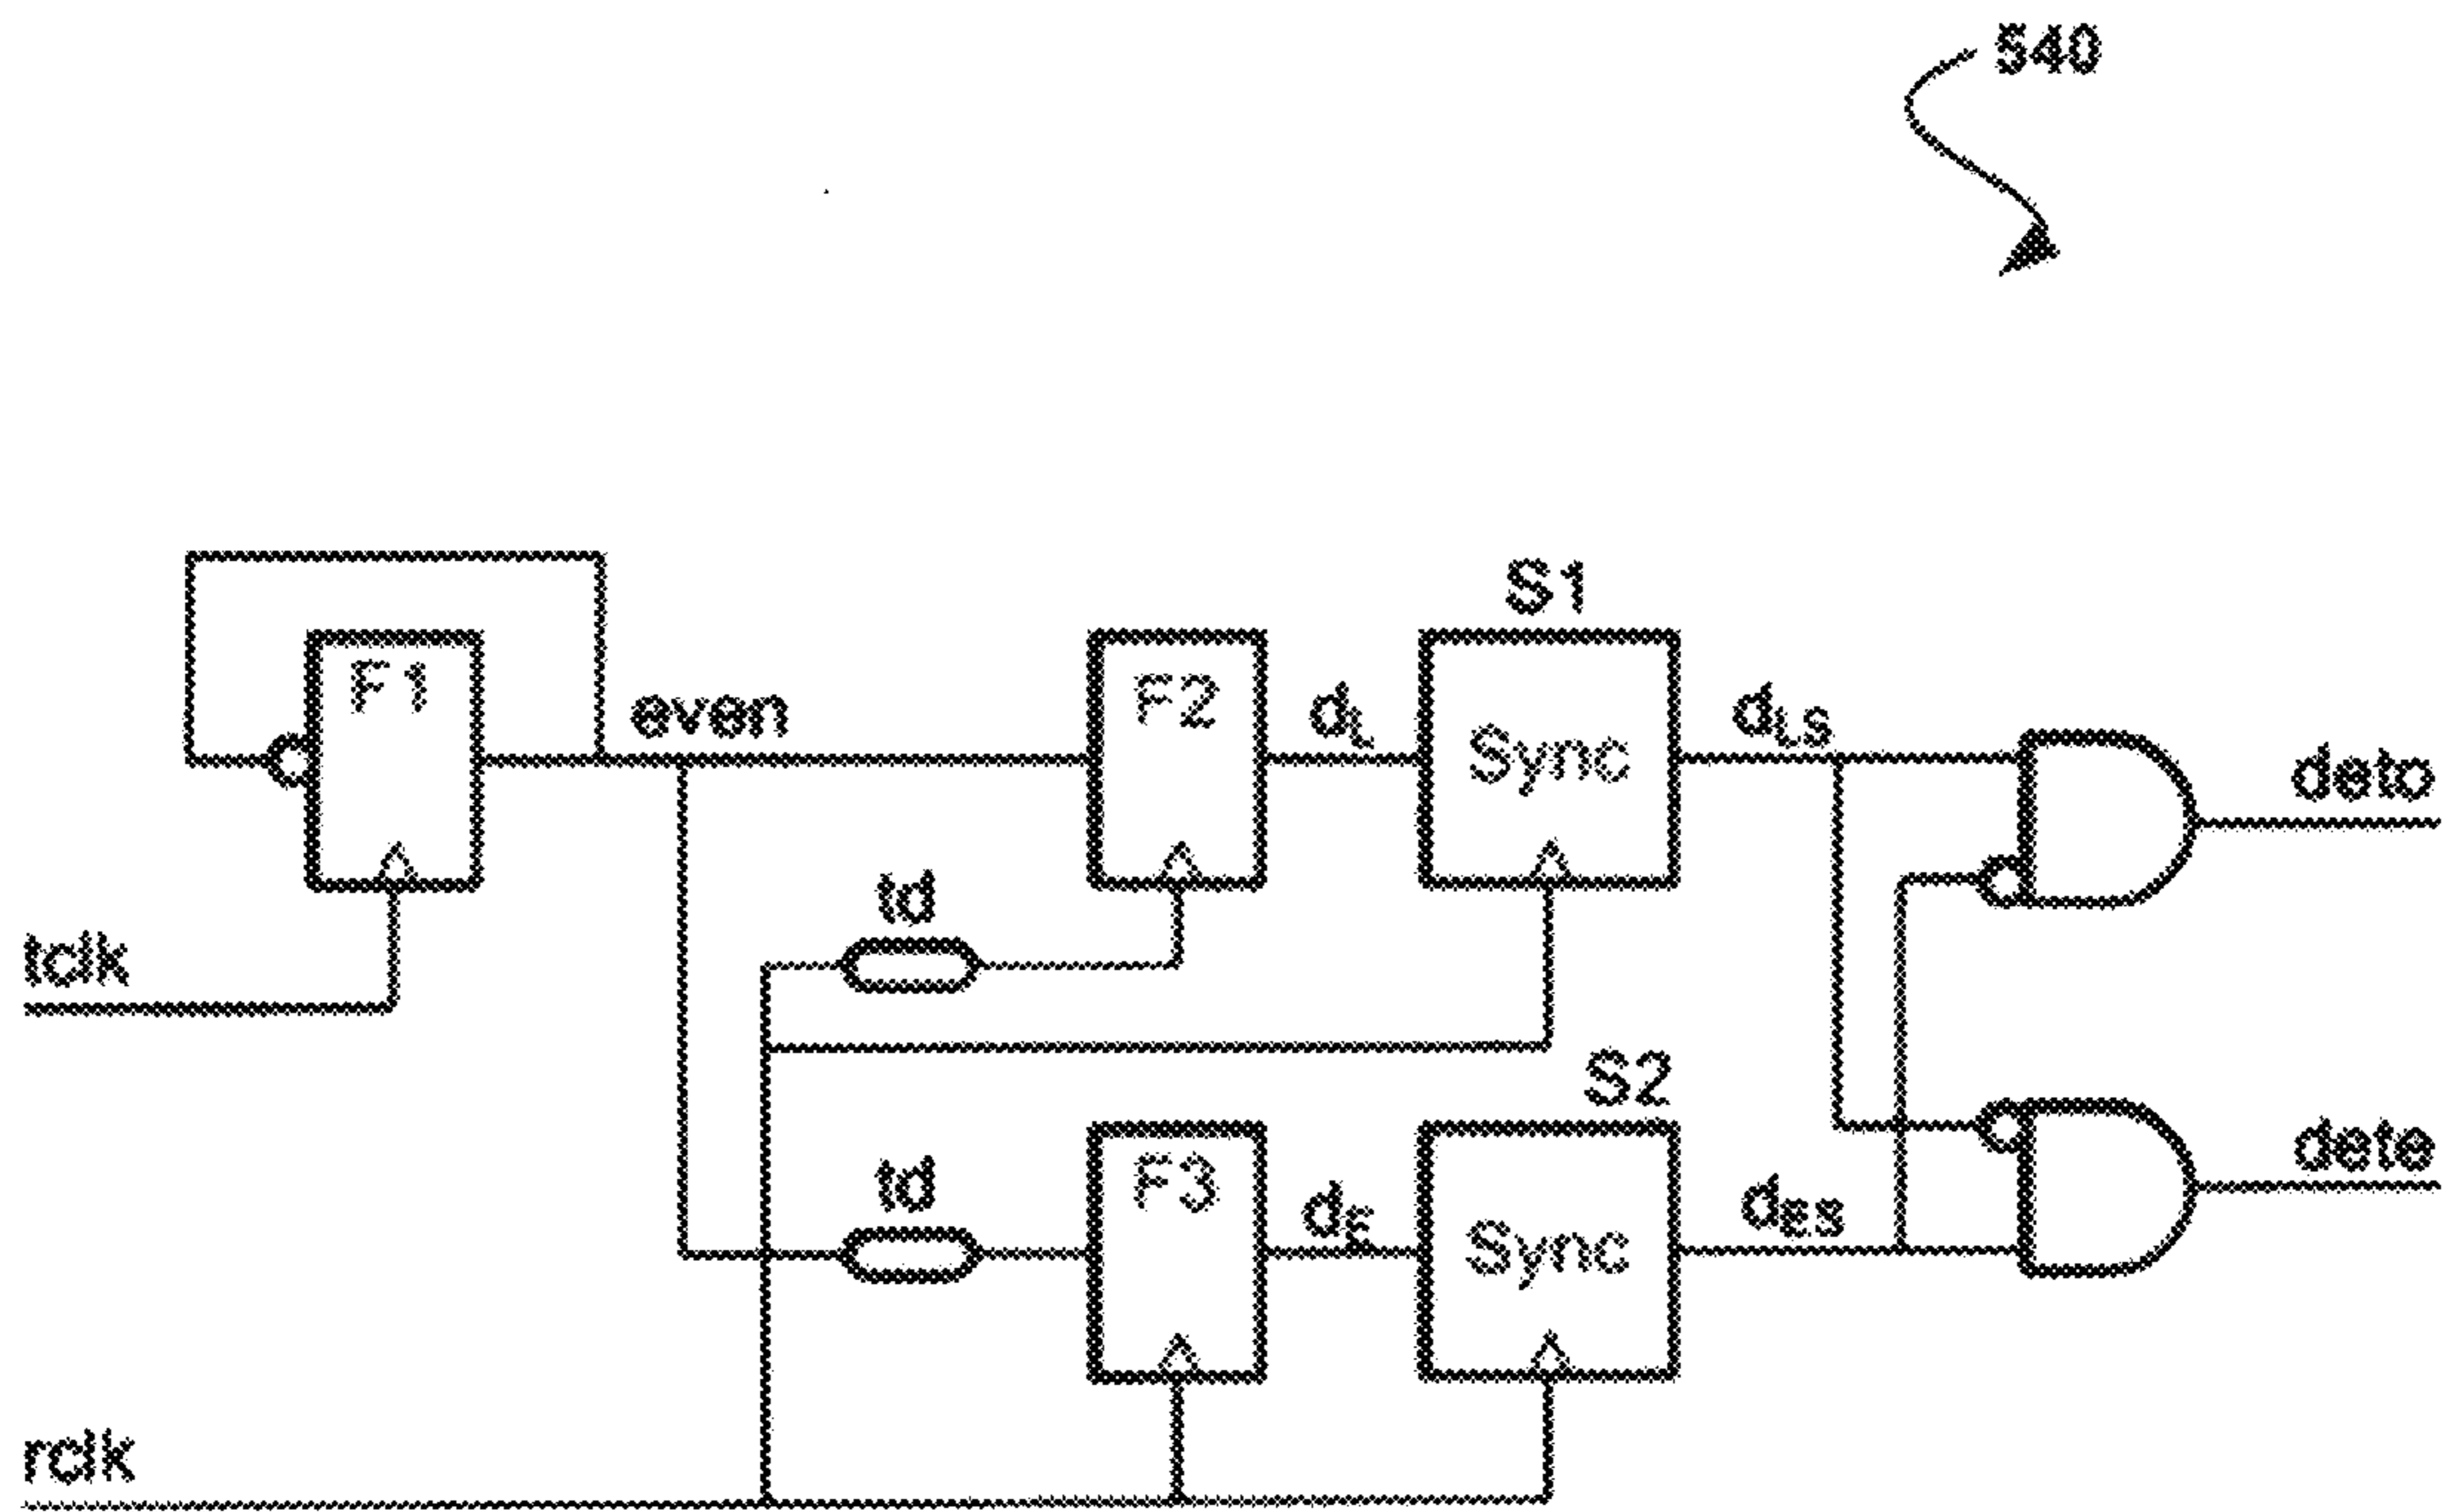 540
S1
F1
even
F2
dL
Sync
dLS
deto
td
tclk
S2
td
F3
dE
Sync
dES
dete
rclk